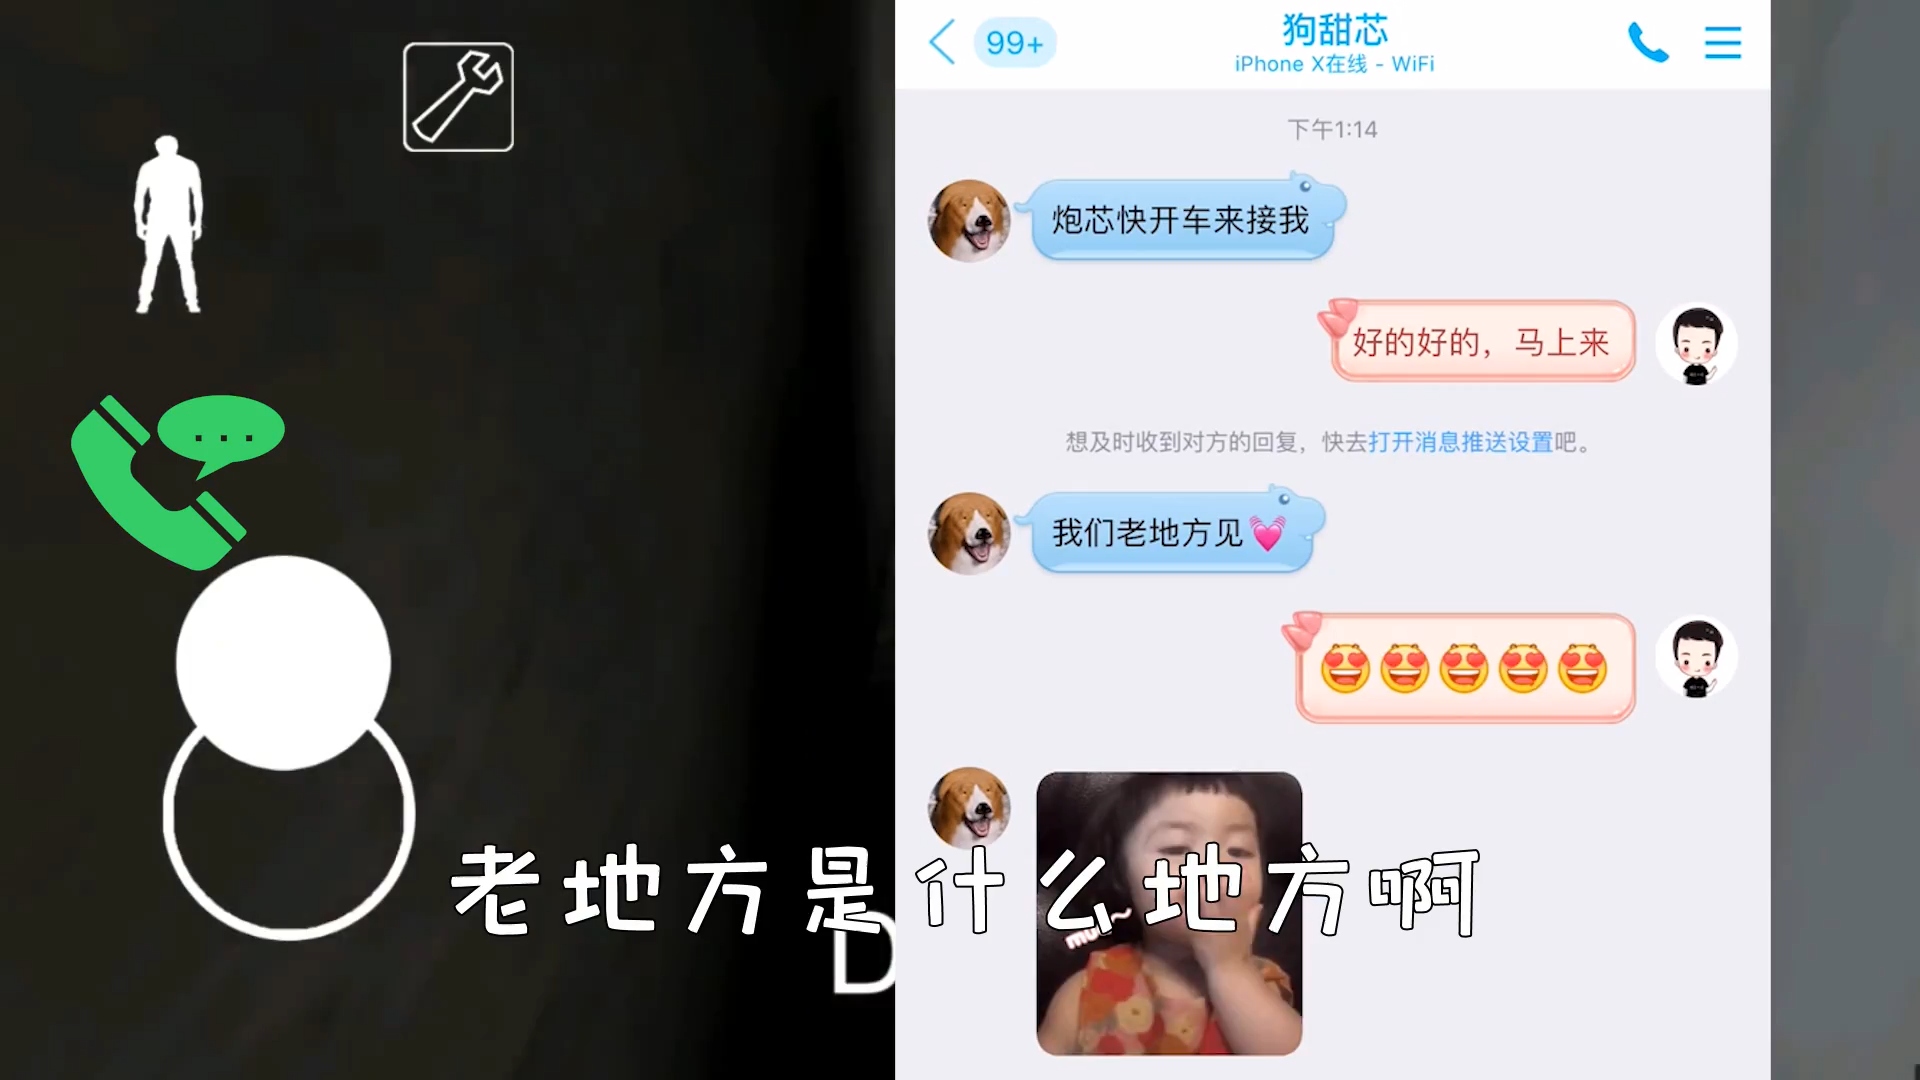 99+
狗甜芯
iPhone X在线 - WiFi
下午1:14
炮芯快开车来接我
好的好的，马上来
想及时收到对方的回复，快去打开消息推送设置吧。
我们老地方见
老地方是什么地方啊
D